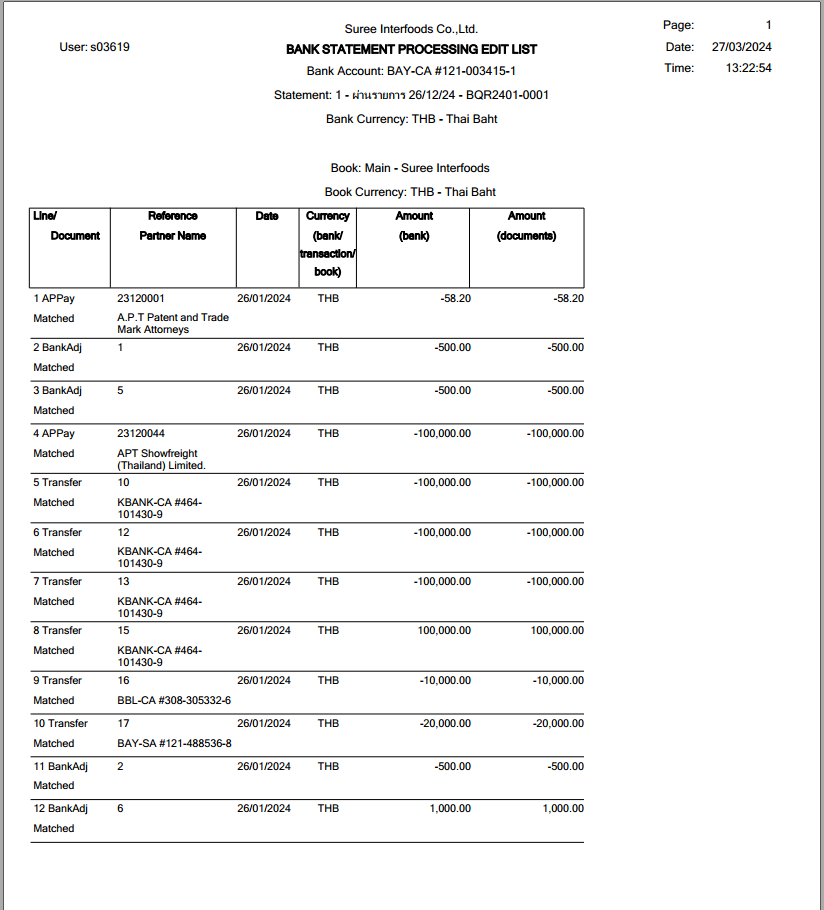 Suree Interfoods Co.,Ltd.
Page: 1
User: s03619
BANK STATEMENT PROCESSING EDIT LIST
Date: 27/03/2024
Bank Account: BAY-CA #121-003415-1
Time: 13:22:54
Statement: 1 - ผ่านรายการ 26/12/24 - BQR2401-0001
Bank Currency: THB - Thai Baht
Book: Main - Suree Interfoods
Book Currency: THB - Thai Baht
Line/ Reference Date Currency Amount Amount
Document Partner Name (bank/ (bank) (documents)
transaction/
book)
1 APPay 23120001 26/01/2024 THB -58.20 -58.20
Matched A.P.T Patent and Trade
Mark Attorneys
2 BankAdj 1 26/01/2024 THB -500.00 -500.00
Matched
3 BankAdj 5 26/01/2024 THB -500.00 -500.00
Matched
4 APPay 23120044 26/01/2024 THB -100,000.00 -100,000.00
Matched APT Showfreight
(Thailand) Limited.
5 Transfer 10 26/01/2024 THB -100,000.00 -100,000.00
Matched KBANK-CA #464-
101430-9
6 Transfer 12 26/01/2024 THB -100,000.00 -100,000.00
Matched KBANK-CA #464-
101430-9
7 Transfer 13 26/01/2024 THB -100,000.00 -100,000.00
Matched KBANK-CA #464-
101430-9
8 Transfer 15 26/01/2024 THB 100,000.00 100,000.00
Matched KBANK-CA #464-
101430-9
9 Transfer 16 26/01/2024 THB -10,000.00 -10,000.00
Matched BBL-CA #308-305332-6
10 Transfer 17 26/01/2024 THB -20,000.00 -20,000.00
Matched BAY-SA #121-488536-8
11 BankAdj 2 26/01/2024 THB -500.00 -500.00
Matched
12 BankAdj 6 26/01/2024 THB 1,000.00 1,000.00
Matched